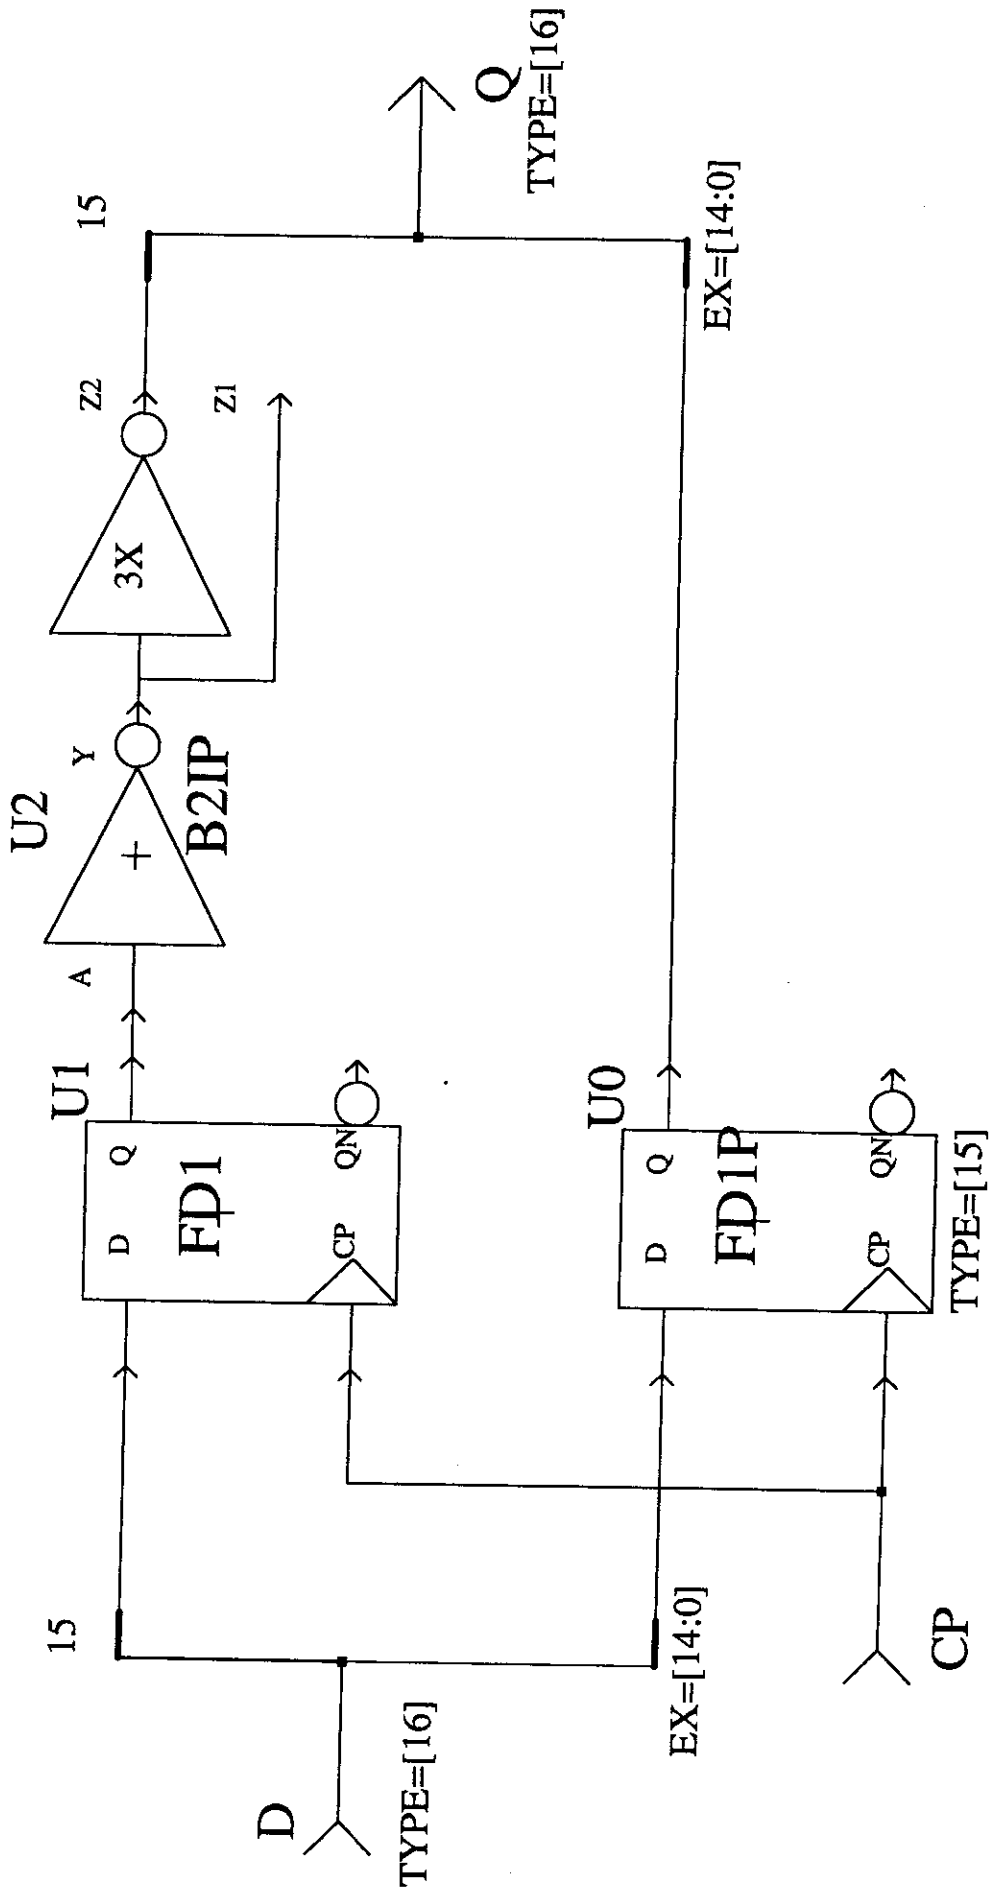 U2
Y
A
B2IP
+
3X
Z2
Z1
15
Q
TYPE=[16]
EX=[14:0]
U1
D
Q
FD1
CP
QN
U0
D
Q
FD1P
CP
QN
TYPE=[15]
15
D
TYPE=[16]
EX=[14:0]
CP